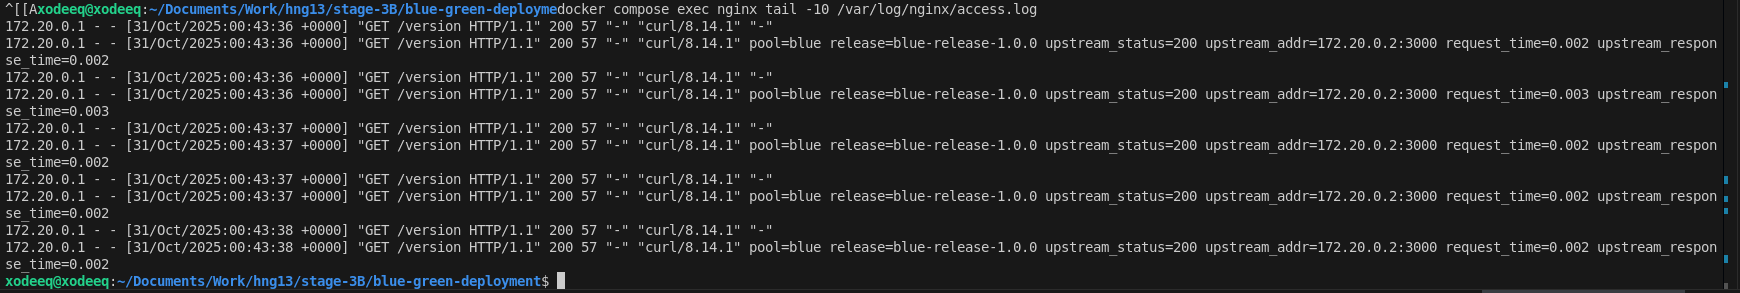 ^[[Axodeeq@xodeeq:~/Documents/Work/hng13/stage-3B/blue-green-deploymedocker compose exec nginx tail -10 /var/log/nginx/access.log
172.20.0.1 - - [31/Oct/2025:00:43:36 +0000] "GET /version HTTP/1.1" 200 57 "-" "curl/8.14.1" "-"
172.20.0.1 - - [31/Oct/2025:00:43:36 +0000] "GET /version HTTP/1.1" 200 57 "-" "curl/8.14.1" pool=blue release=blue-release-1.0.0 upstream_status=200 upstream_addr=172.20.0.2:3000 request_time=0.002 upstream_respon
se_time=0.002
172.20.0.1 - - [31/Oct/2025:00:43:36 +0000] "GET /version HTTP/1.1" 200 57 "-" "curl/8.14.1" "-"
172.20.0.1 - - [31/Oct/2025:00:43:36 +0000] "GET /version HTTP/1.1" 200 57 "-" "curl/8.14.1" pool=blue release=blue-release-1.0.0 upstream_status=200 upstream_addr=172.20.0.2:3000 request_time=0.003 upstream_respon
se_time=0.003
172.20.0.1 - - [31/Oct/2025:00:43:37 +0000] "GET /version HTTP/1.1" 200 57 "-" "curl/8.14.1" "-"
172.20.0.1 - - [31/Oct/2025:00:43:37 +0000] "GET /version HTTP/1.1" 200 57 "-" "curl/8.14.1" pool=blue release=blue-release-1.0.0 upstream_status=200 upstream_addr=172.20.0.2:3000 request_time=0.002 upstream_respon
se_time=0.002
172.20.0.1 - - [31/Oct/2025:00:43:37 +0000] "GET /version HTTP/1.1" 200 57 "-" "curl/8.14.1" "-"
172.20.0.1 - - [31/Oct/2025:00:43:37 +0000] "GET /version HTTP/1.1" 200 57 "-" "curl/8.14.1" pool=blue release=blue-release-1.0.0 upstream_status=200 upstream_addr=172.20.0.2:3000 request_time=0.002 upstream_respon
se_time=0.002
172.20.0.1 - - [31/Oct/2025:00:43:38 +0000] "GET /version HTTP/1.1" 200 57 "-" "curl/8.14.1" "-"
172.20.0.1 - - [31/Oct/2025:00:43:38 +0000] "GET /version HTTP/1.1" 200 57 "-" "curl/8.14.1" pool=blue release=blue-release-1.0.0 upstream_status=200 upstream_addr=172.20.0.2:3000 request_time=0.002 upstream_respon
se_time=0.002
xodeeq@xodeeq:~/Documents/Work/hng13/stage-3B/blue-green-deployment$